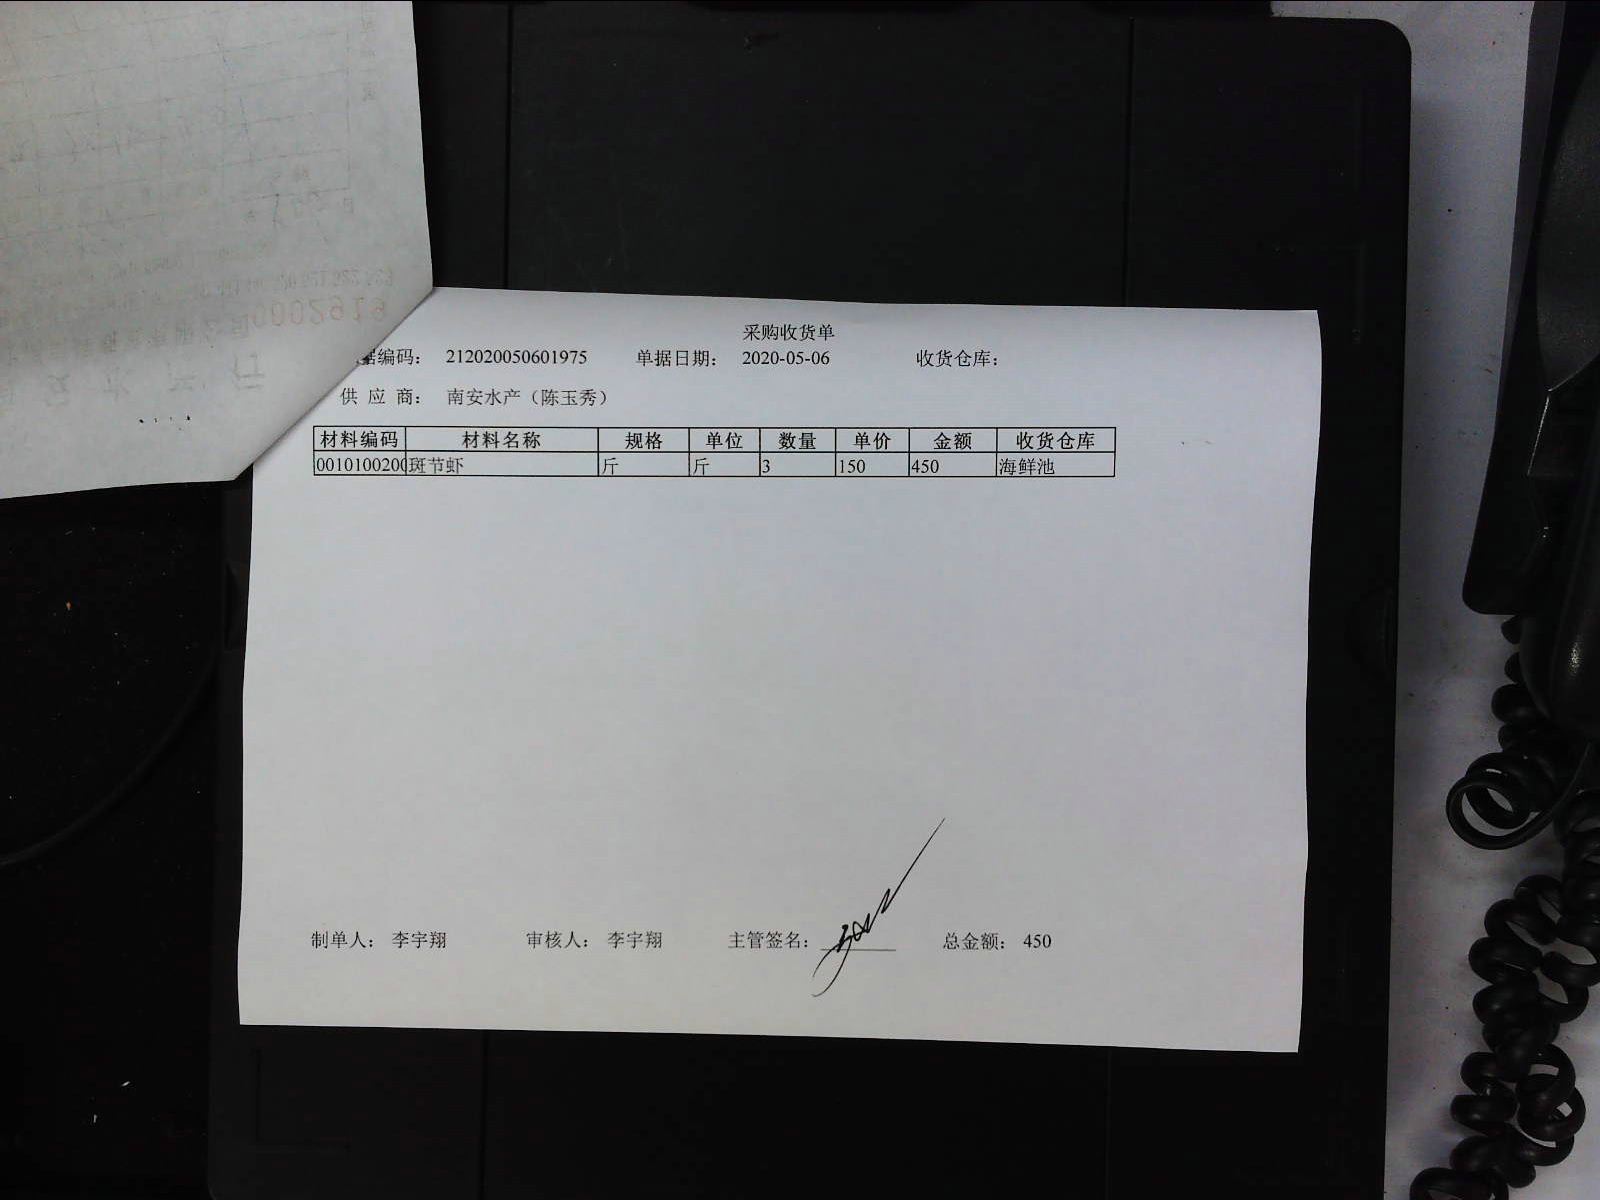 采购收货单
据编码： 212020050601975 单据日期： 2020-05-06 收货仓库：
供 应 商： 南安水产（陈玉秀）
材料编码 材料名称 规格 单位 数量 单价 金额 收货仓库
0010100200 斑节虾 斤 斤 3 150 450 海鲜池
制单人： 李宇翔 审核人： 李宇翔 主管签名： 总金额： 450
0002919